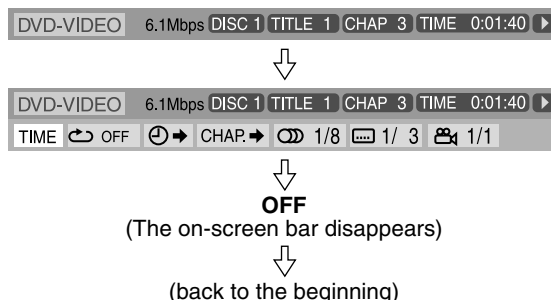 DVD-VIDEO 6.1Mbps DISC 1 TITLE 1 CHAP 3 TIME 0:01:40
DVD-VIDEO 6.1Mbps DISC 1 TITLE 1 CHAP 3 TIME 0:01:40
TIME OFF CHAP. 1/8 1/ 3 1/1
OFF
(The on-screen bar disappears)
(back to the beginning)